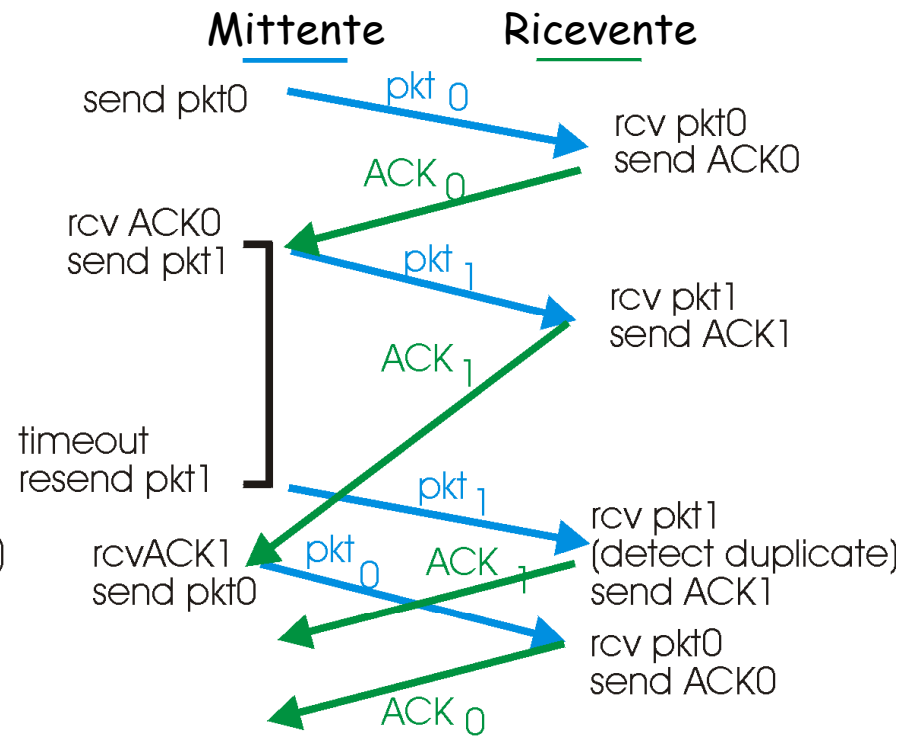 Mittente Ricevente
send pkt0
pkt 0
rcv pkt0
send ACK0
ACK 0
rcv ACK0
send pkt1
pkt 1
rcv pkt1
send ACK1
ACK 1
timeout
resend pkt1
pkt 1
rcv pkt1
(detect duplicate)
send ACK1
)
rcvACK1
send pkt0
pkt 0
ACK 1
rcv pkt0
send ACK0
ACK 0